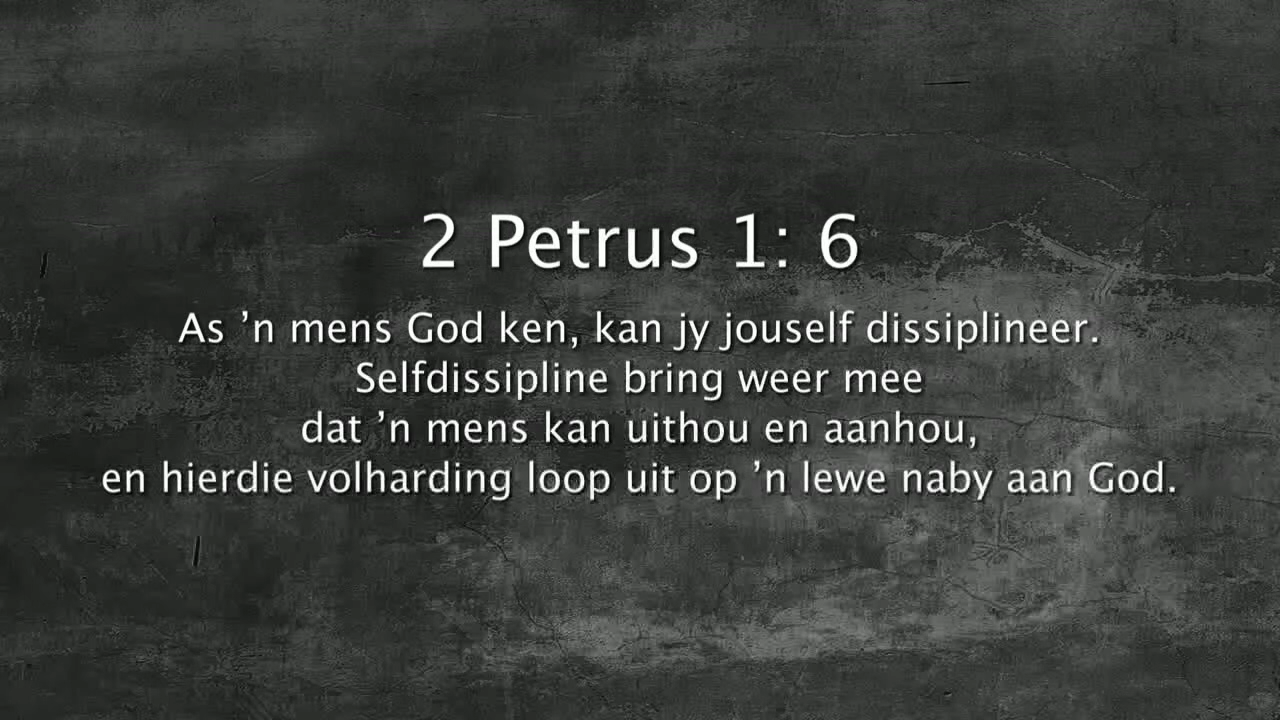 2 Petrus 1: 6
As ’n mens God ken, kan jy jouself dissiplineer.
Selfdissipline bring weer mee
dat ’n mens kan uithou en aanhou,
en hierdie volharding loop uit op ’n lewe naby aan God.